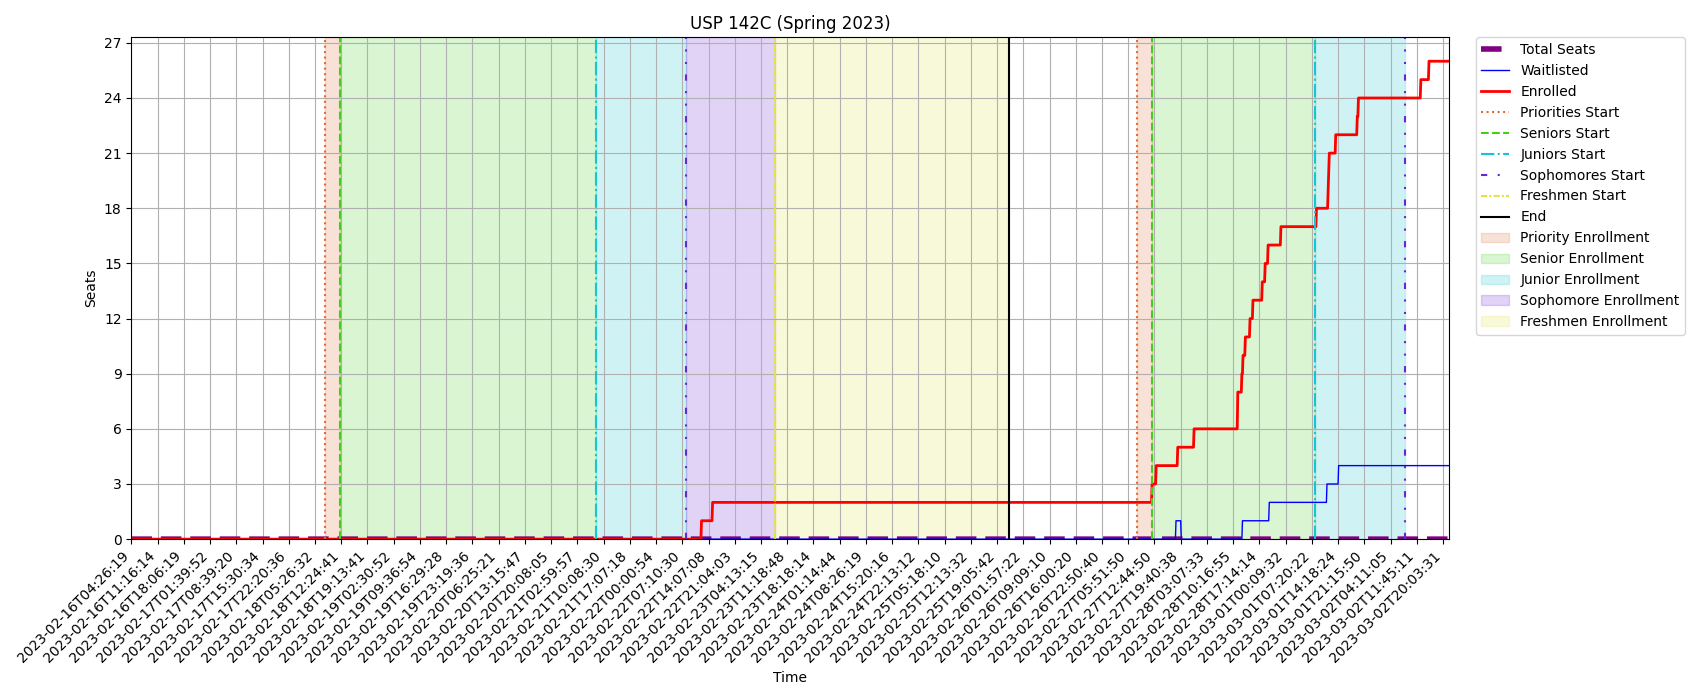 USP 142C (Spring 2023)
27
24
21
18
15
12
9
6
3
0
Seats
2023-02-16T04:26:19
2023-02-16T11:16:14
2023-02-16T18:06:19
2023-02-17T01:39:52
2023-02-17T08:39:20
2023-02-17T15:30:34
2023-02-17T22:20:36
2023-02-18T05:26:32
2023-02-18T12:24:41
2023-02-18T19:13:41
2023-02-19T02:30:52
2023-02-19T09:36:54
2023-02-19T16:29:28
2023-02-19T23:19:36
2023-02-20T06:25:21
2023-02-20T13:15:47
2023-02-20T20:08:05
2023-02-21T02:59:57
2023-02-21T10:08:30
2023-02-21T17:07:18
2023-02-22T00:00:54
2023-02-22T07:10:30
2023-02-22T14:07:08
2023-02-22T21:04:03
2023-02-23T04:13:15
2023-02-23T11:18:48
2023-02-23T18:18:14
2023-02-24T01:14:44
2023-02-24T08:26:19
2023-02-24T15:20:16
2023-02-24T22:13:12
2023-02-25T05:18:10
2023-02-25T12:13:32
2023-02-25T19:05:42
2023-02-26T01:57:22
2023-02-26T09:09:10
2023-02-26T16:00:20
2023-02-26T22:50:40
2023-02-27T05:51:50
2023-02-27T12:44:50
2023-02-27T19:40:38
2023-02-28T03:07:33
2023-02-28T10:16:55
2023-02-28T17:14:14
2023-03-01T00:09:32
2023-03-01T07:20:22
2023-03-01T14:18:24
2023-03-01T21:15:50
2023-03-02T04:11:05
2023-03-02T11:45:11
2023-03-02T20:03:31
Time
Total Seats
Waitlisted
Enrolled
Priorities Start
Seniors Start
Juniors Start
Sophomores Start
Freshmen Start
End
Priority Enrollment
Senior Enrollment
Junior Enrollment
Sophomore Enrollment
Freshmen Enrollment